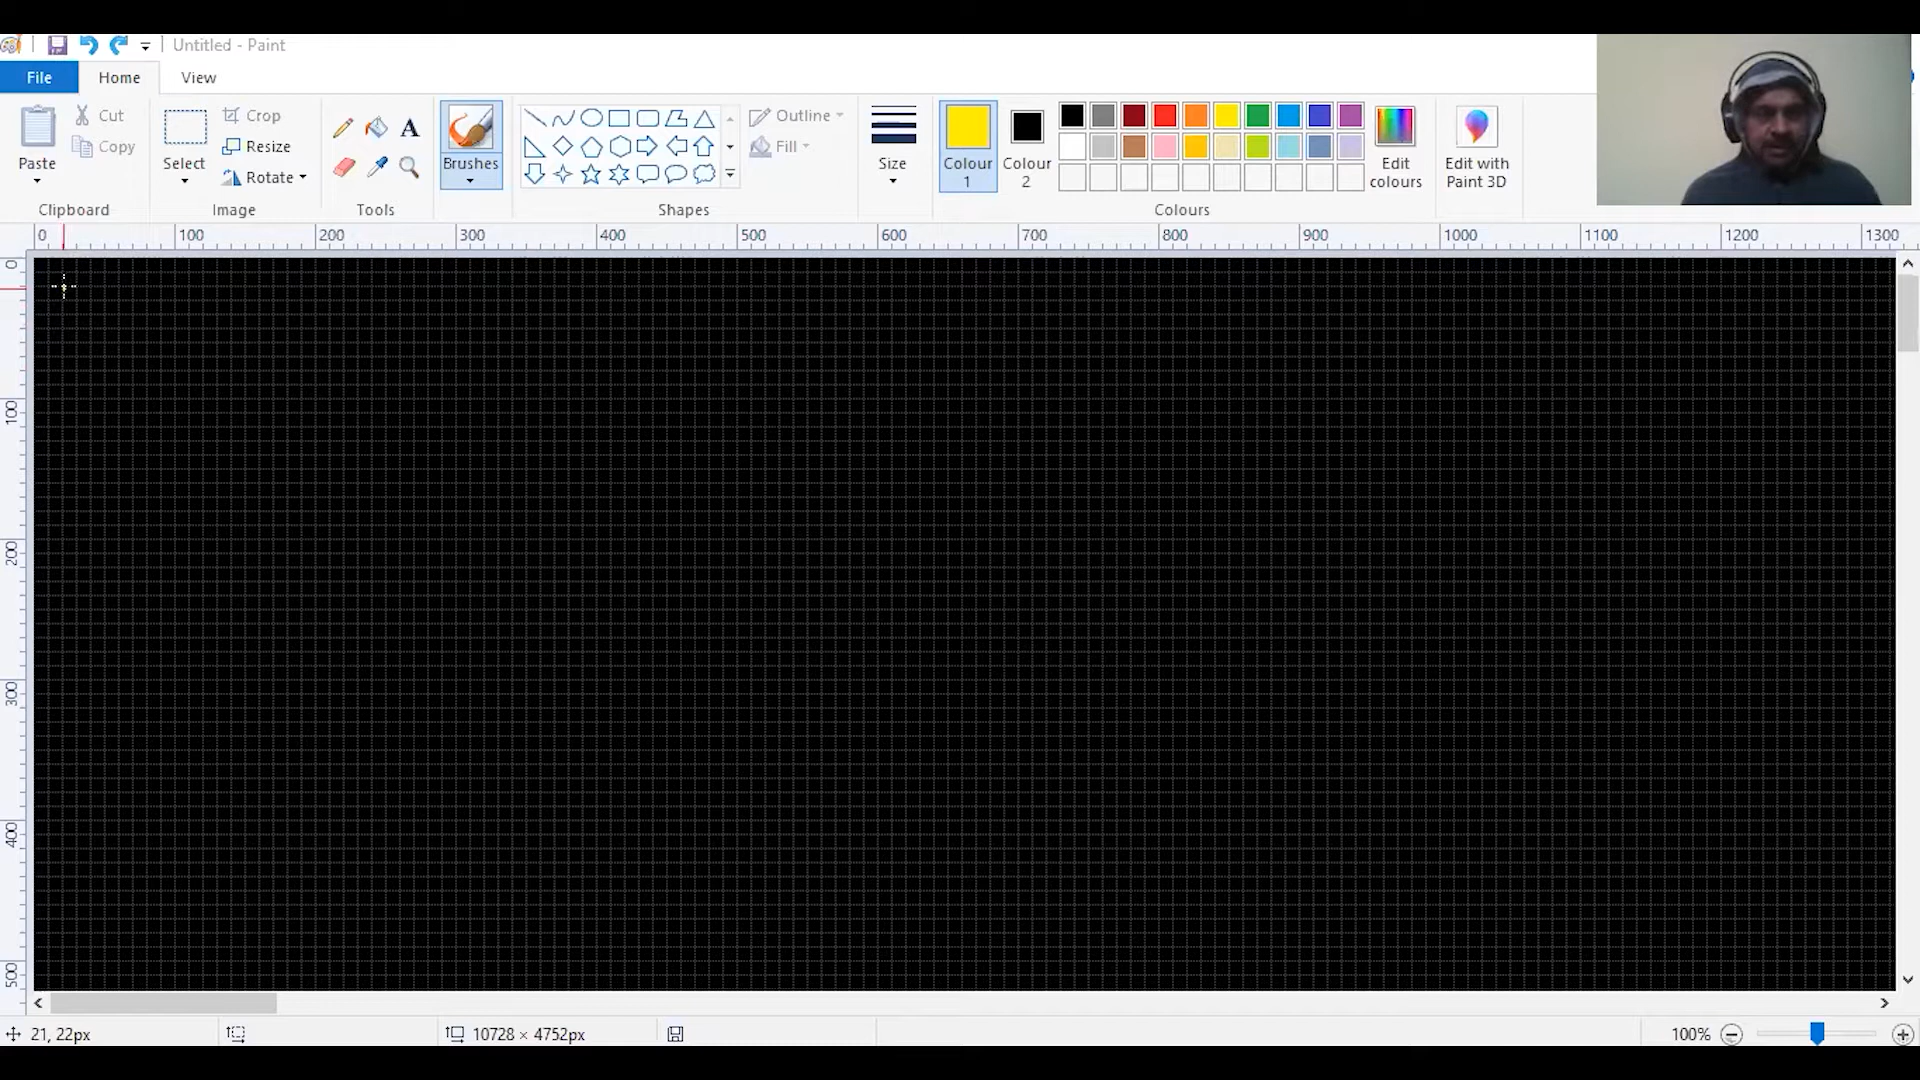 Untitled - Paint
File Home View
Paste
Cut
Copy
Clipboard
Select
Crop
Resize
Rotate
Image
A
Tools
Brushes
Outline
Fill
Shapes
Size
Colour 1
Colour 2
Edit colours
Colours
Edit with Paint 3D
0 100 200 300 400 500 600 700 800 900 1000 1100 1200 1300
0
100
200
300
400
500
21, 22px
10728 × 4752px
100%